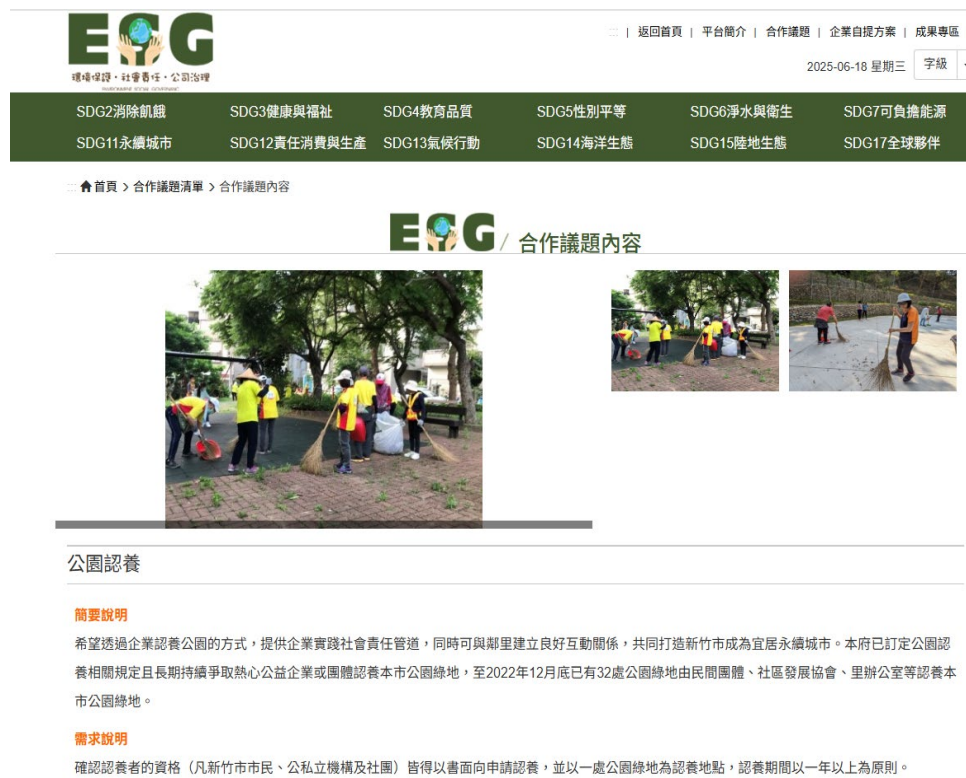 ESG
環境保護·社會責任·公司治理
ENVIRONMENT SOCIAL GOVERNANCE
::: | 返回首頁 | 平台簡介 | 合作議題 | 企業自提方案 | 成果專區
2025-06-18 星期三 字級
SDG2消除飢餓 SDG3健康與福祉 SDG4教育品質 SDG5性別平等 SDG6淨水與衛生 SDG7可負擔能源
SDG11永續城市 SDG12責任消費與生產 SDG13氣候行動 SDG14海洋生態 SDG15陸地生態 SDG17全球夥伴
::: 首頁 > 合作議題清單 > 合作議題內容
ESG / 合作議題內容
公園認養
簡要說明
希望透過企業認養公園的方式，提供企業實踐社會責任管道，同時可與鄰里建立良好互動關係，共同打造新竹市成為宜居永續城市。本府已訂定公園認
養相關規定且長期持續爭取熱心公益企業或團體認養本市公園綠地，至2022年12月底已有32處公園綠地由民間團體、社區發展協會、里辦公室等認養本
市公園綠地。
需求說明
確認認養者的資格（凡新竹市市民、公私立機構及社團）皆得以書面向申請認養，並以一處公園綠地為認養地點，認養期間以一年以上為原則。